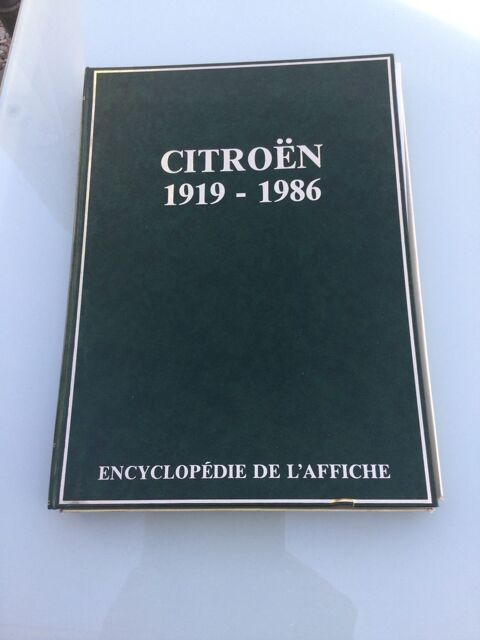 CITROËN
1919 - 1986
ENCYCLOPÉDIE DE L'AFFICHE